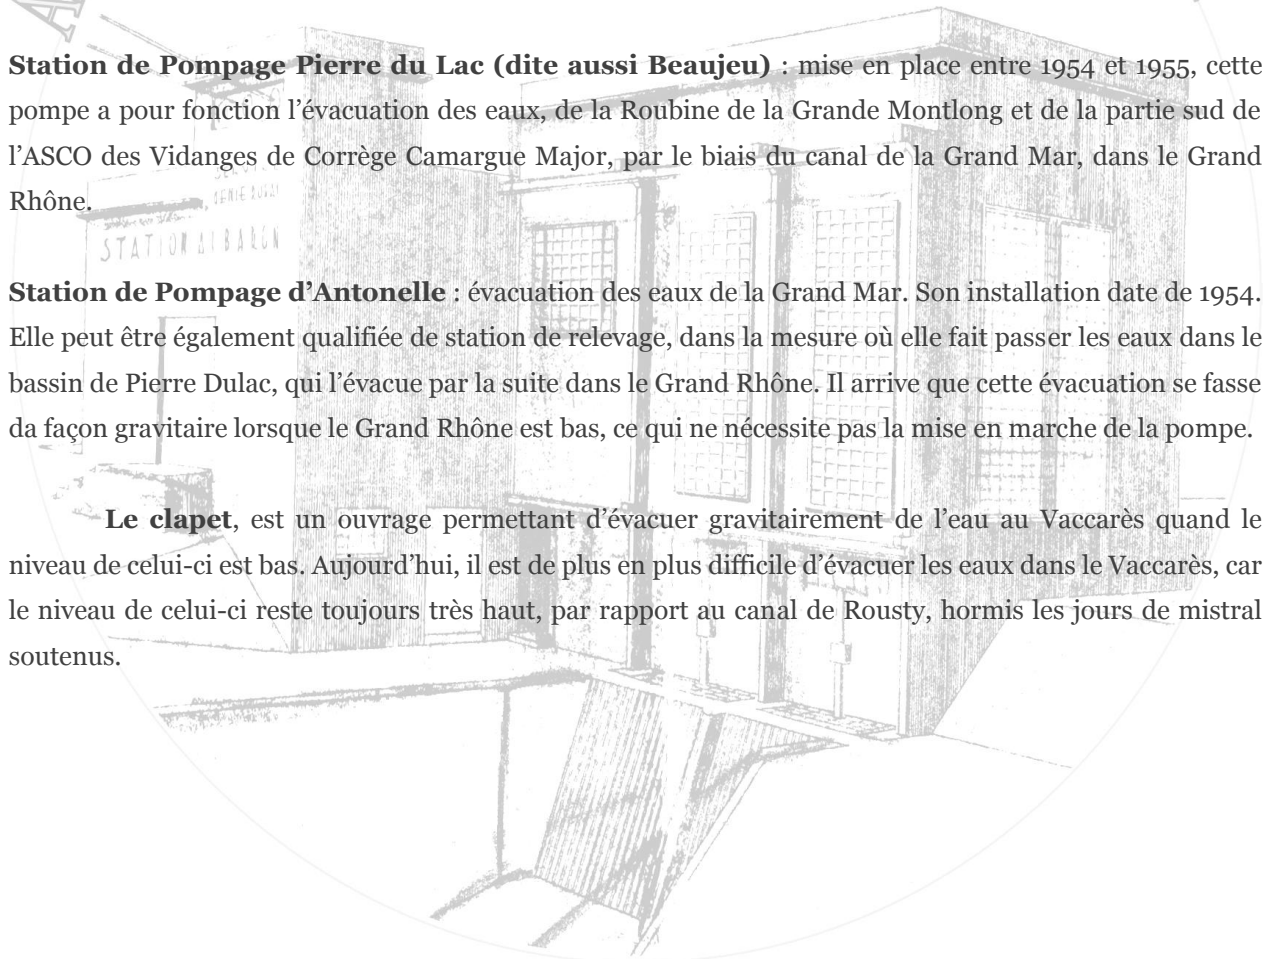 Station de Pompage Pierre du Lac (dite aussi Beaujeu) : mise en place entre 1954 et 1955, cette
pompe a pour fonction l’évacuation des eaux, de la Roubine de la Grande Montlong et de la partie sud de
l’ASCO des Vidanges de Corrège Camargue Major, par le biais du canal de la Grand Mar, dans le Grand
Rhône.
STATION ALBARON
Station de Pompage d’Antonelle : évacuation des eaux de la Grand Mar. Son installation date de 1954.
Elle peut être également qualifiée de station de relevage, dans la mesure où elle fait passer les eaux dans le
bassin de Pierre Dulac, qui l’évacue par la suite dans le Grand Rhône. Il arrive que cette évacuation se fasse
da façon gravitaire lorsque le Grand Rhône est bas, ce qui ne nécessite pas la mise en marche de la pompe.
Le clapet, est un ouvrage permettant d’évacuer gravitairement de l’eau au Vaccarès quand le
niveau de celui-ci est bas. Aujourd’hui, il est de plus en plus difficile d’évacuer les eaux dans le Vaccarès, car
le niveau de celui-ci reste toujours très haut, par rapport au canal de Rousty, hormis les jours de mistral
soutenus.